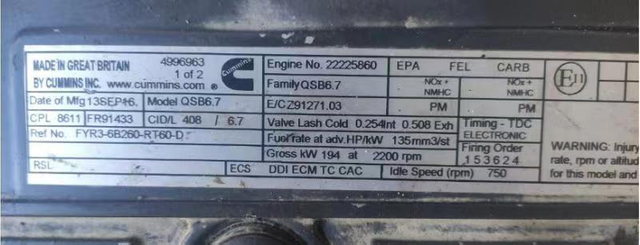 MADE IN GREAT BRITAIN 4996963
1 of 2
BY CUMMINS INC. www.cummins.com
Cummins
Date of Mfg 13SEP16. Model QSB6.7
CPL 8611 FR91433 CID/L 408 / 6.7
Ref No. FYR3-6B260-RT60-D
RSL
ECS DDI ECM TC CAC
Engine No. 22225860
Family QSB6.7
E/C Z91271.03
Valve Lash Cold 0.254Int 0.508 Exh
Fuel rate at adv. HP/kW 135 mm3/st
Gross kW 194 at 2200 rpm
Idle Speed (rpm) 750
EPA FEL CARB
NOx + NOx +
NMHC NMHC
PM PM
Timing - TDC
ELECTRONIC
Firing Order
153624
E11
WARNING: Injury
rate, rpm or altit
for this model and